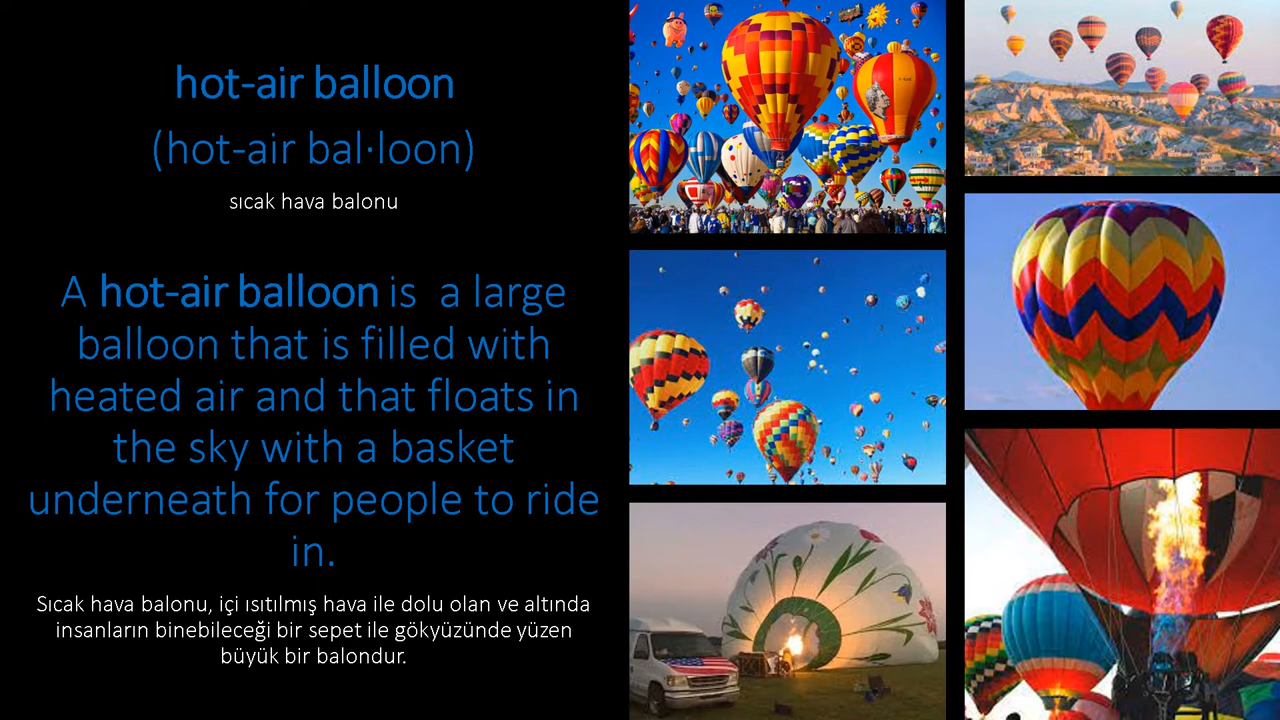 hot-air balloon
(hot-air bal·loon)
sıcak hava balonu
A hot-air balloon is  a large
balloon that is filled with
heated air and that floats in
the sky with a basket
underneath for people to ride
in.
Sıcak hava balonu, içi ısıtılmış hava ile dolu olan ve altında
insanların binebileceği bir sepet ile gökyüzünde yüzen
büyük bir balondur.